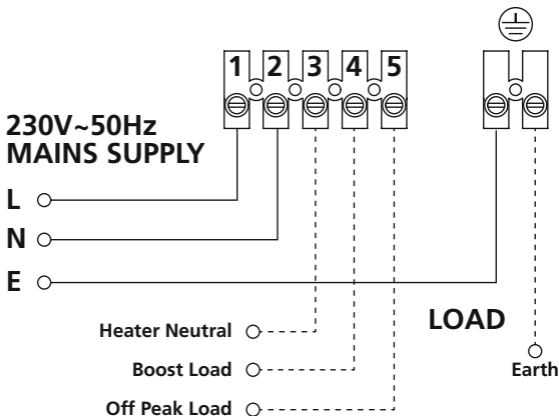 1 2 3 4 5
230V~50Hz
MAINS SUPPLY
L
N
E
LOAD
Heater Neutral
Boost Load
Earth
Off Peak Load